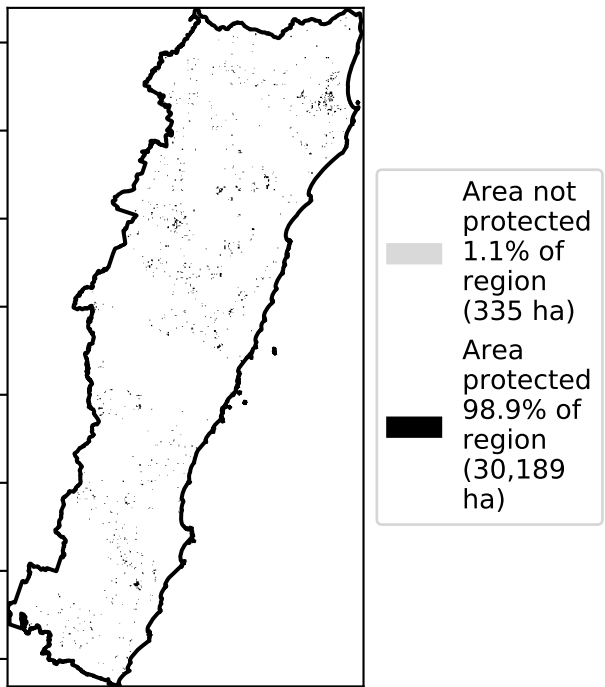 Area not
protected
1.1% of
region
(335 ha)
Area
protected
98.9% of
region
(30,189
ha)